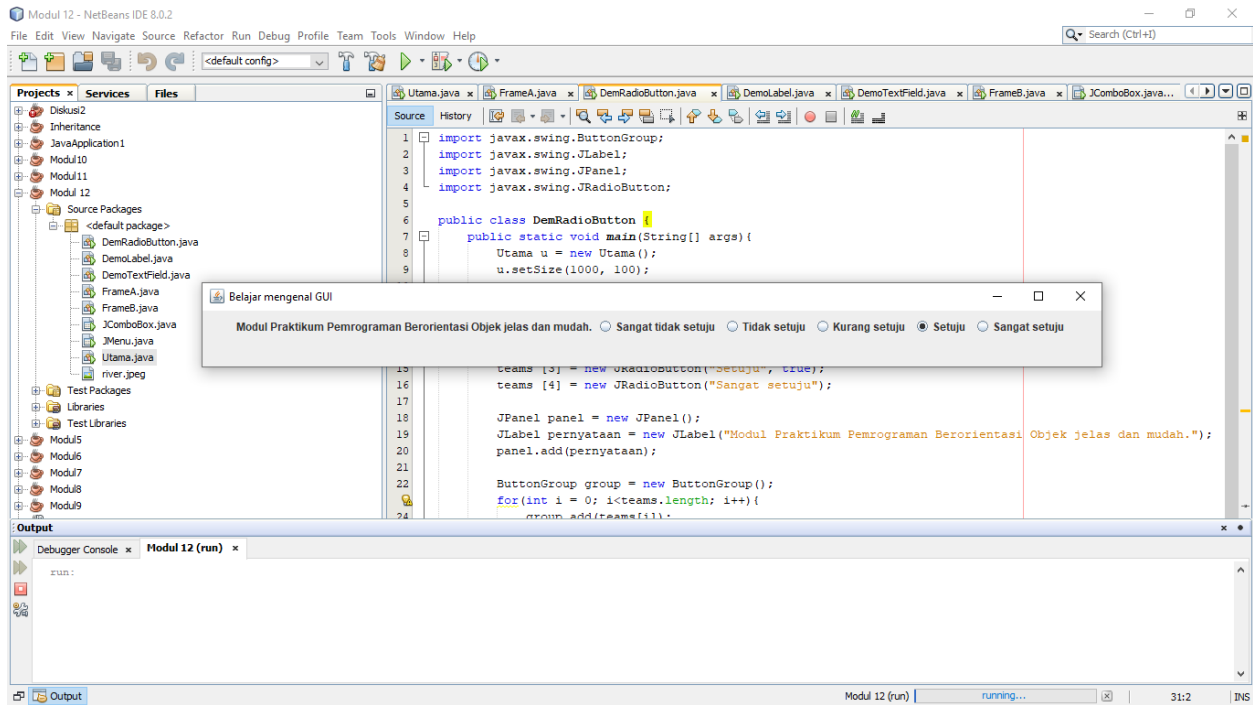 Modul 12 - NetBeans IDE 8.0.2
File Edit View Navigate Source Refactor Run Debug Profile Team Tools Window Help
Search (Ctrl+I)
<default config>
Projects x Services Files
Utama.java x FrameA.java x DemRadioButton.java x DemoLabel.java x DemoTextField.java x FrameB.java x JComboBox.java...
Source History
Diskusi2
Inheritance
JavaApplication1
Modul10
Modul11
Modul 12
Source Packages
<default package>
DemRadioButton.java
DemoLabel.java
DemoTextField.java
FrameA.java
FrameB.java
JComboBox.java
JMenu.java
Utama.java
river.jpeg
Test Packages
Libraries
Test Libraries
Modul5
Modul6
Modul7
Modul8
Modul9
1 import javax.swing.ButtonGroup;
2 import javax.swing.JLabel;
3 import javax.swing.JPanel;
4 import javax.swing.JRadioButton;
5
6 public class DemRadioButton {
7 public static void main(String[] args){
8 Utama u = new Utama();
9 u.setSize(1000, 100);
Belajar mengenal GUI
Modul Praktikum Pemrograman Berorientasi Objek jelas dan mudah. Sangat tidak setuju Tidak setuju Kurang setuju Setuju Sangat setuju
15 teams [3] = new JRadioButton("Setuju", true);
16 teams [4] = new JRadioButton("Sangat setuju");
17
18 JPanel panel = new JPanel();
19 JLabel pernyataan = new JLabel("Modul Praktikum Pemrograman Berorientasi Objek jelas dan mudah.");
20 panel.add(pernyataan);
21
22 ButtonGroup group = new ButtonGroup();
for(int i = 0; i<teams.length; i++){
24 group.add(teams[i]);
Output
Debugger Console x Modul 12 (run) x
run:
Output
Modul 12 (run) running... 31:2 INS